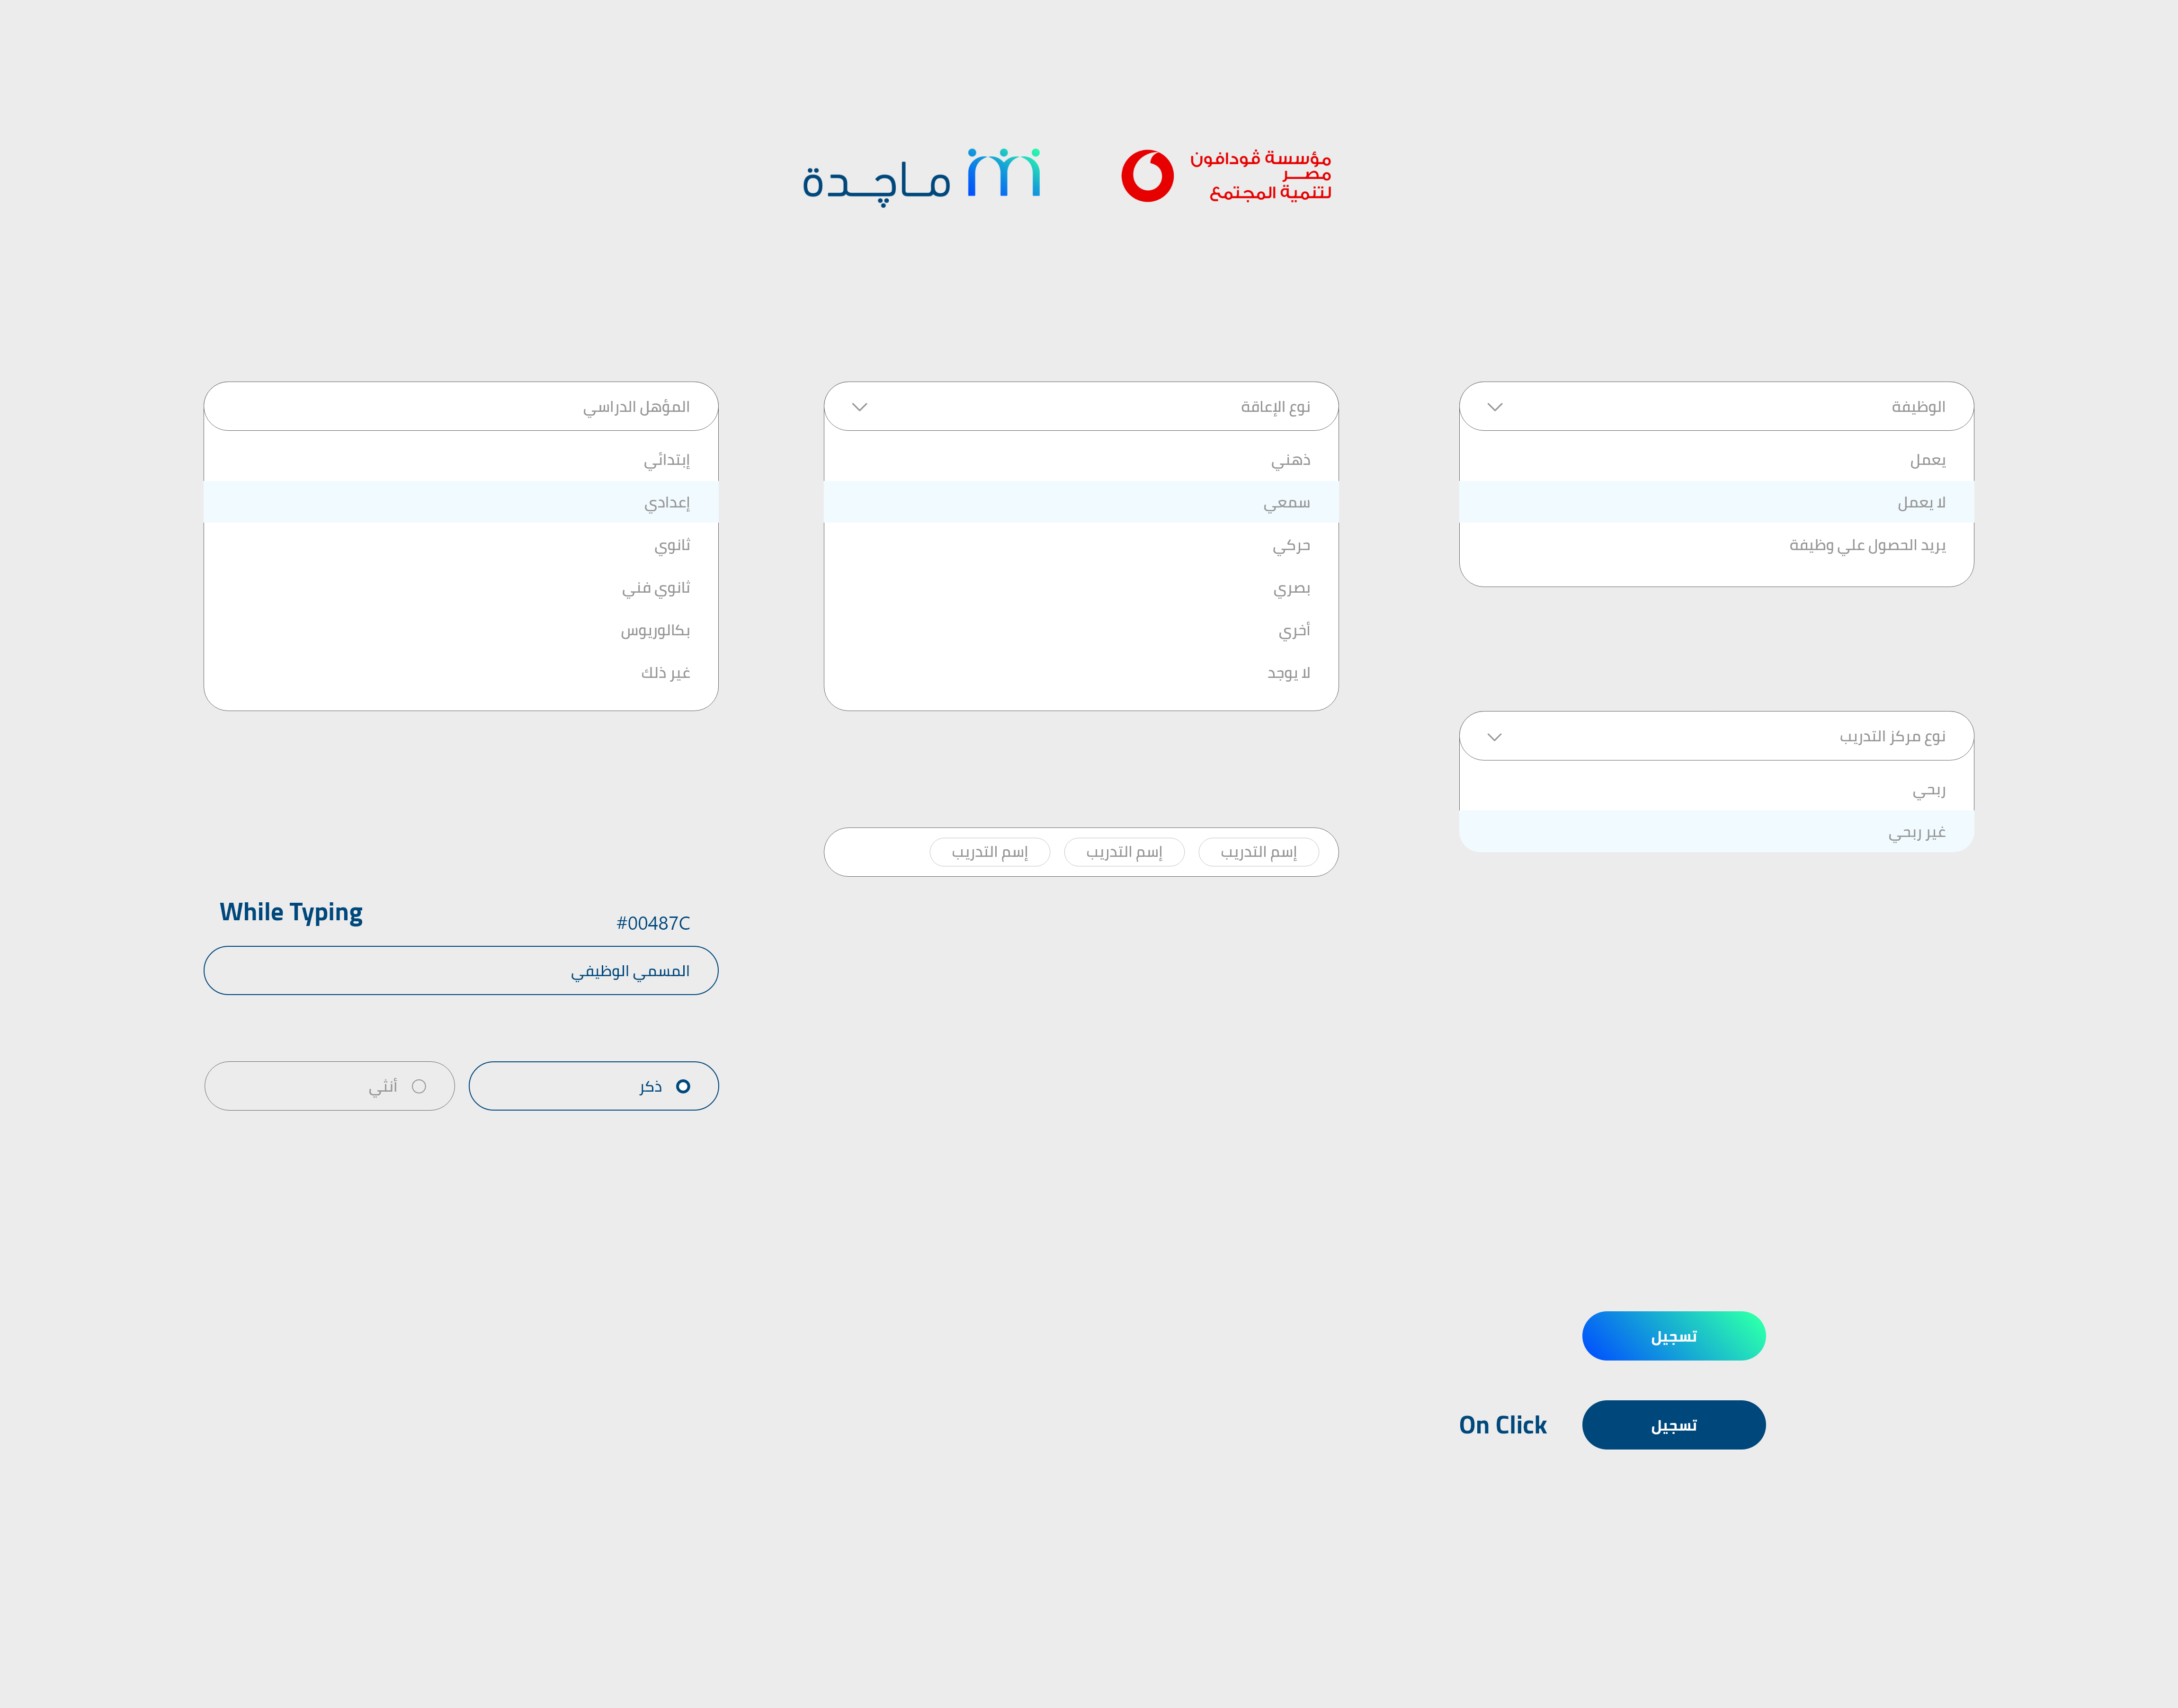 مؤسسة ڤودافون
مصر
لتنمية المجتمع
ماچدة
الوظيفة
يعمل
لا يعمل
يريد الحصول علي وظيفة
نوع الإعاقة
ذهني
سمعي
حركي
بصري
أخري
لا يوجد
المؤهل الدراسي
إبتدائي
إعدادي
ثانوي
ثانوي فني
بكالوريوس
غير ذلك
نوع مركز التدريب
ربحي
غير ربحي
إسم التدريب إسم التدريب إسم التدريب
While Typing
#00487C
المسمي الوظيفي
ذكر
أنثي
تسجيل
On Click
تسجيل